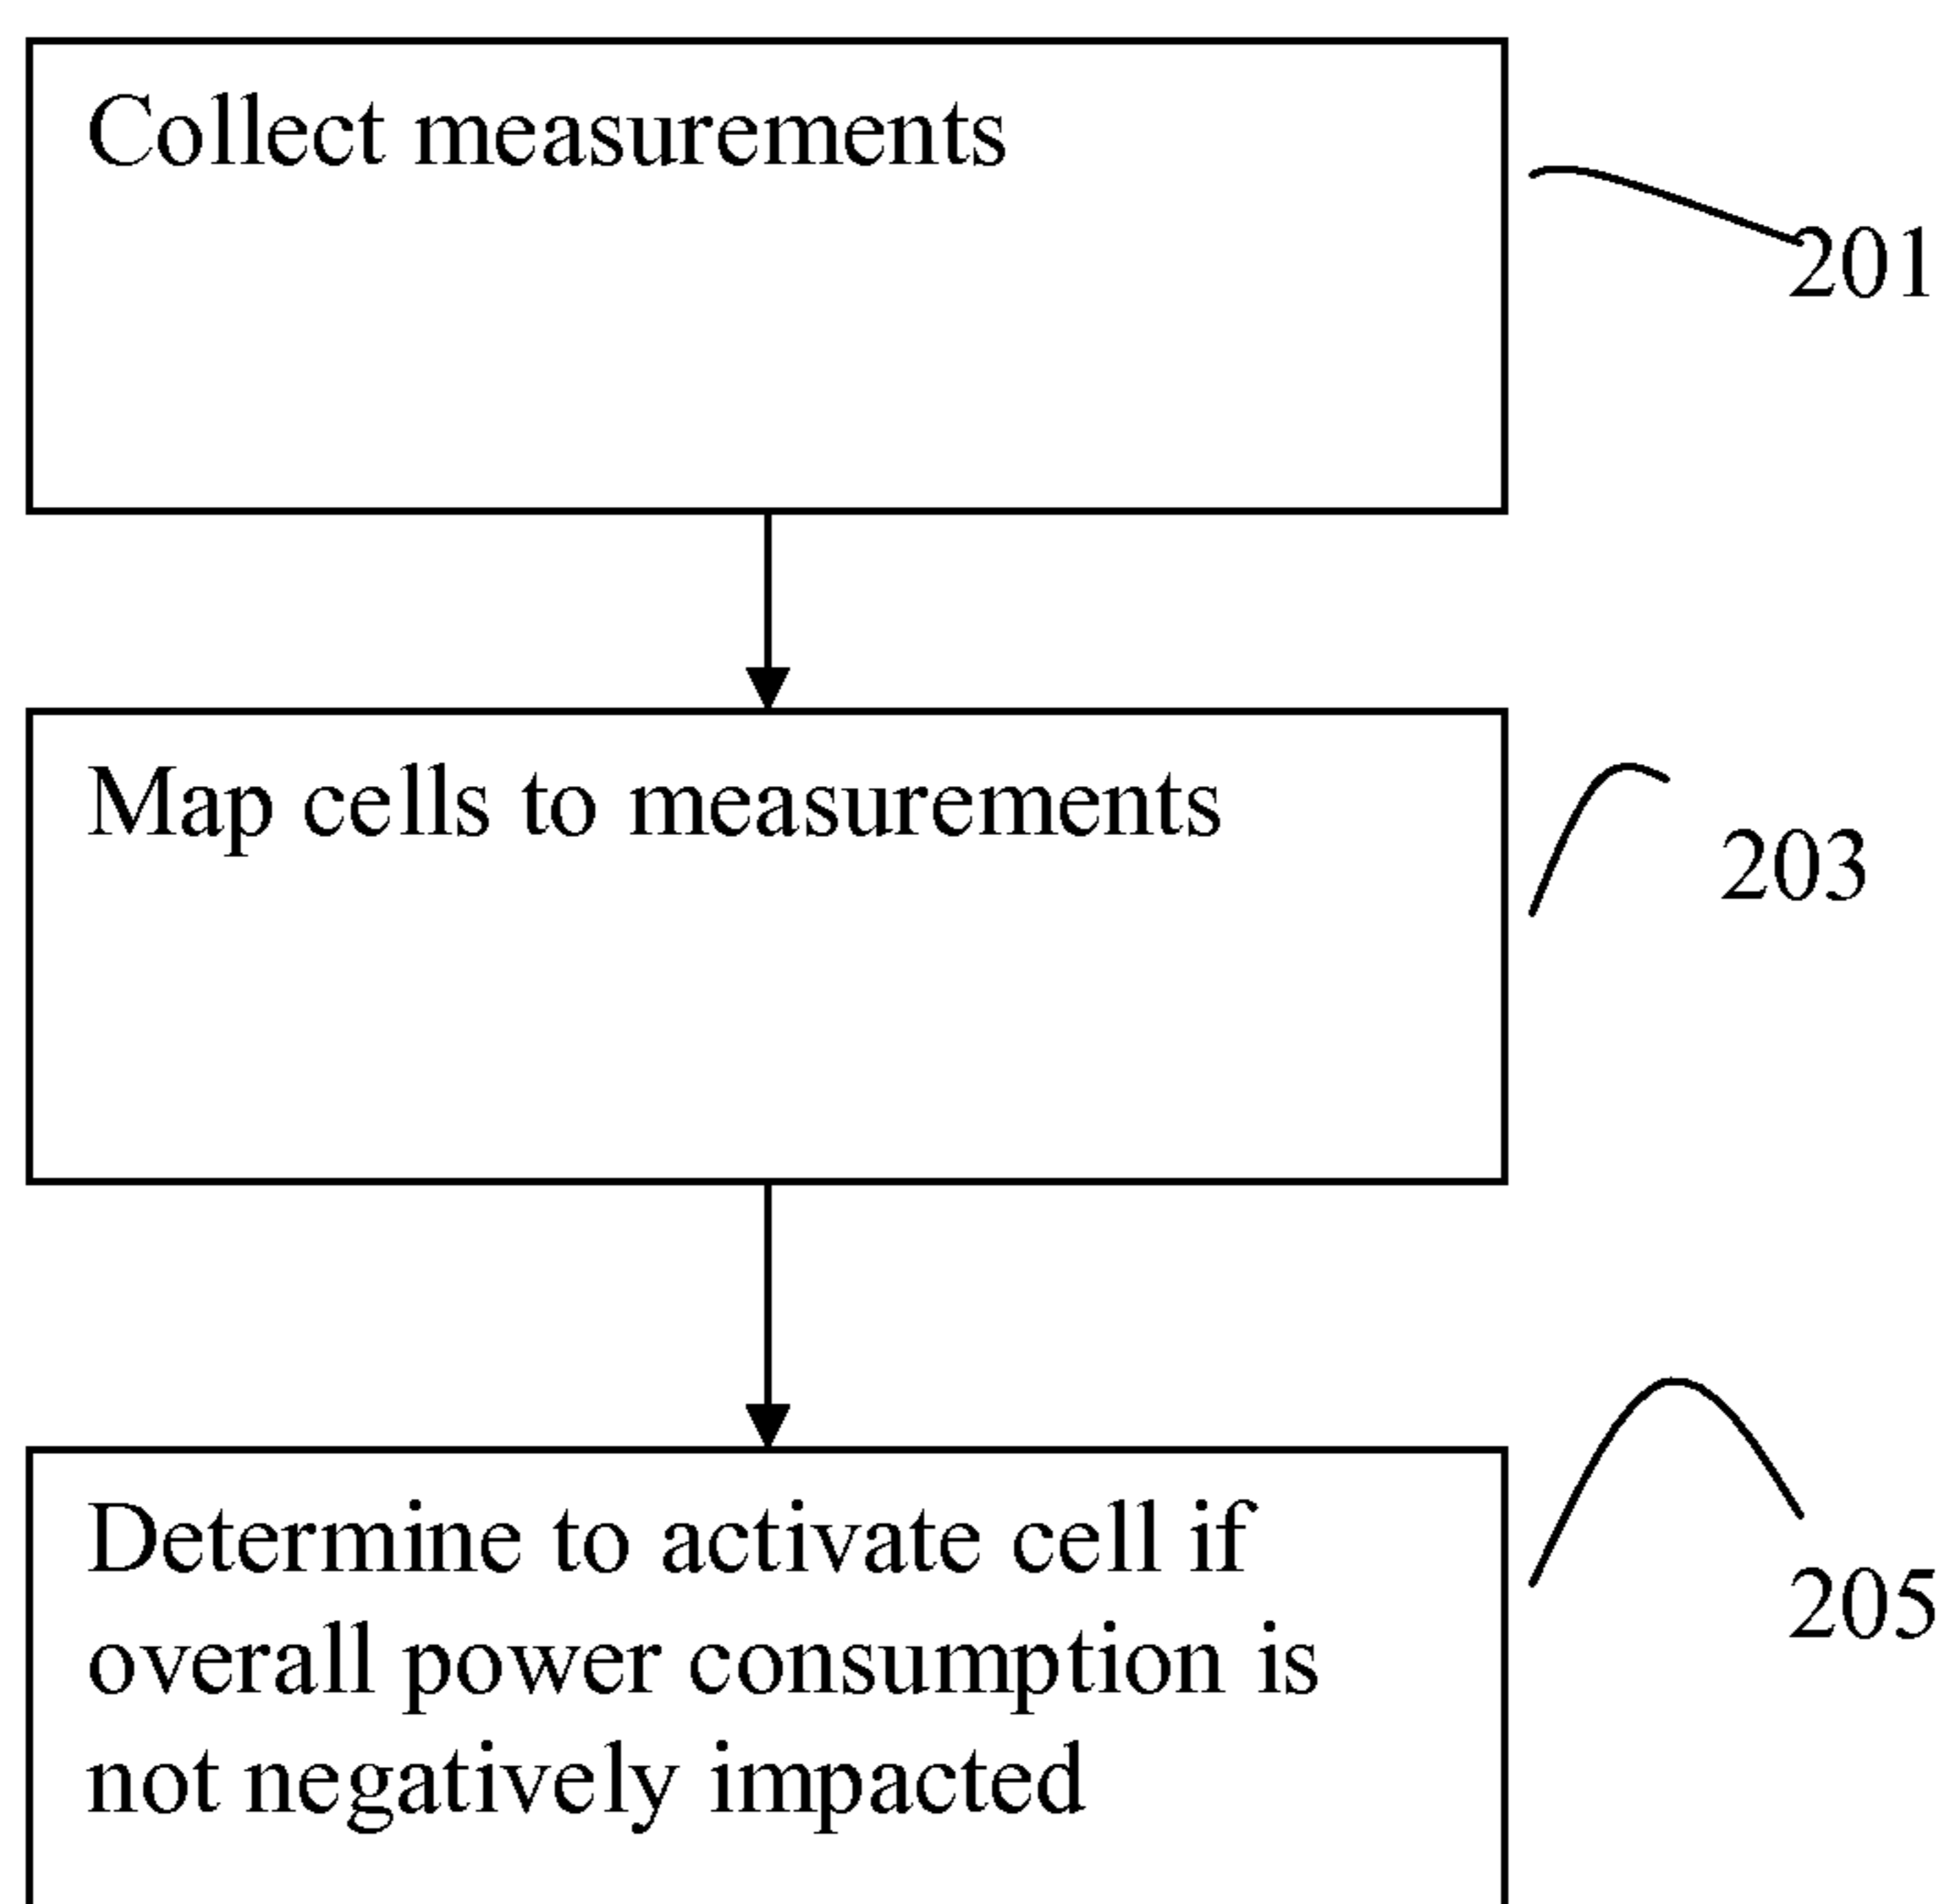 Collect measurements
201
Map cells to measurements
203
Determine to activate cell if
overall power consumption is
not negatively impacted
205